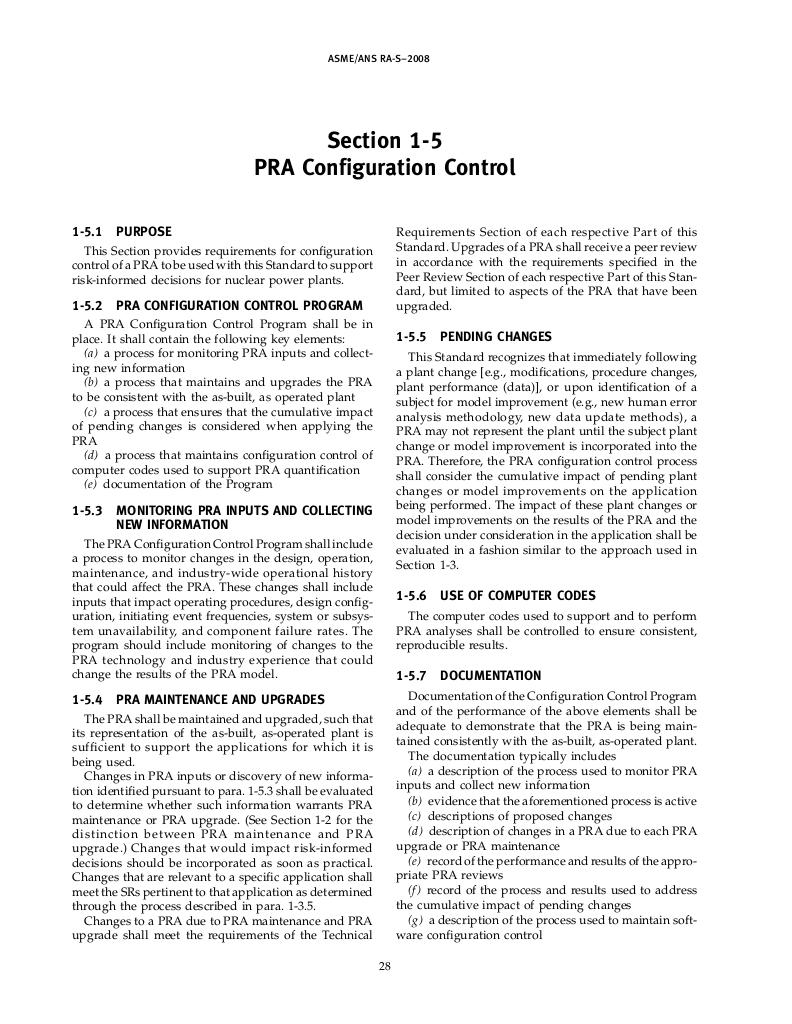 ASME/ANS RA-S–2008
Section 1-5
PRA Configuration Control
1-5.1 PURPOSE
This Section provides requirements for configuration
control of a PRA to be used with this Standard to support
risk-informed decisions for nuclear power plants.
1-5.2 PRA CONFIGURATION CONTROL PROGRAM
A PRA Configuration Control Program shall be in
place. It shall contain the following key elements:
(a) a process for monitoring PRA inputs and collect-
ing new information
(b) a process that maintains and upgrades the PRA
to be consistent with the as-built, as operated plant
(c) a process that ensures that the cumulative impact
of pending changes is considered when applying the
PRA
(d) a process that maintains configuration control of
computer codes used to support PRA quantification
(e) documentation of the Program
1-5.3 MONITORING PRA INPUTS AND COLLECTING
NEW INFORMATION
The PRA Configuration Control Program shall include
a process to monitor changes in the design, operation,
maintenance, and industry-wide operational history
that could affect the PRA. These changes shall include
inputs that impact operating procedures, design config-
uration, initiating event frequencies, system or subsys-
tem unavailability, and component failure rates. The
program should include monitoring of changes to the
PRA technology and industry experience that could
change the results of the PRA model.
1-5.4 PRA MAINTENANCE AND UPGRADES
The PRA shall be maintained and upgraded, such that
its representation of the as-built, as-operated plant is
sufficient to support the applications for which it is
being used.
Changes in PRA inputs or discovery of new informa-
tion identified pursuant to para. 1-5.3 shall be evaluated
to determine whether such information warrants PRA
maintenance or PRA upgrade. (See Section 1-2 for the
distinction between PRA maintenance and PRA
upgrade.) Changes that would impact risk-informed
decisions should be incorporated as soon as practical.
Changes that are relevant to a specific application shall
meet the SRs pertinent to that application as determined
through the process described in para. 1-3.5.
Changes to a PRA due to PRA maintenance and PRA
upgrade shall meet the requirements of the Technical
Requirements Section of each respective Part of this
Standard. Upgrades of a PRA shall receive a peer review
in accordance with the requirements specified in the
Peer Review Section of each respective Part of this Stan-
dard, but limited to aspects of the PRA that have been
upgraded.
1-5.5 PENDING CHANGES
This Standard recognizes that immediately following
a plant change [e.g., modifications, procedure changes,
plant performance (data)], or upon identification of a
subject for model improvement (e.g., new human error
analysis methodology, new data update methods), a
PRA may not represent the plant until the subject plant
change or model improvement is incorporated into the
PRA. Therefore, the PRA configuration control process
shall consider the cumulative impact of pending plant
changes or model improvements on the application
being performed. The impact of these plant changes or
model improvements on the results of the PRA and the
decision under consideration in the application shall be
evaluated in a fashion similar to the approach used in
Section 1-3.
1-5.6 USE OF COMPUTER CODES
The computer codes used to support and to perform
PRA analyses shall be controlled to ensure consistent,
reproducible results.
1-5.7 DOCUMENTATION
Documentation of the Configuration Control Program
and of the performance of the above elements shall be
adequate to demonstrate that the PRA is being main-
tained consistently with the as-built, as-operated plant.
The documentation typically includes
(a) a description of the process used to monitor PRA
inputs and collect new information
(b) evidence that the aforementioned process is active
(c) descriptions of proposed changes
(d) description of changes in a PRA due to each PRA
upgrade or PRA maintenance
(e) record of the performance and results of the appro-
priate PRA reviews
(f) record of the process and results used to address
the cumulative impact of pending changes
(g) a description of the process used to maintain soft-
ware configuration control
28